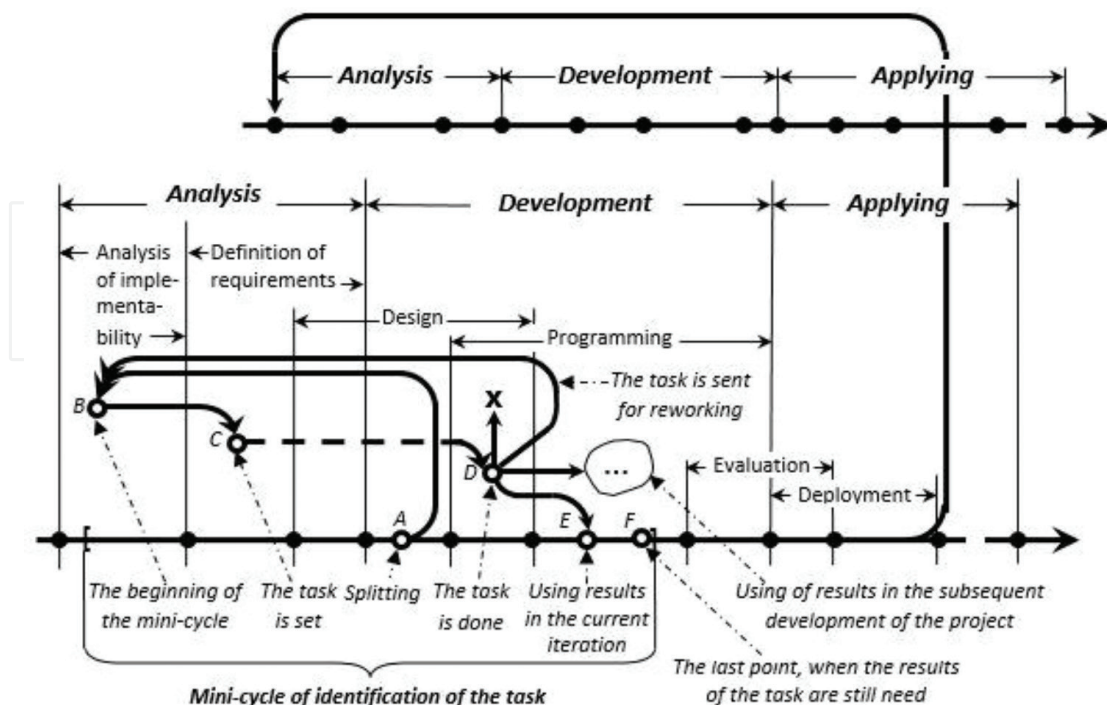 Analysis
Development
Applying
Analysis
Development
Applying
Analysis
of imple-
menta-
bility
Definition of
requirements
Design
Programming
The task is sent
for reworking
B
X
C
D
...
Evaluation
Deployment
A
E
F
The beginning of
the mini-cycle
The task
is set
Splitting
The task
is done
Using results
in the current
iteration
Using of results in the subsequent
development of the project
The last point, when the results
of the task are still need
Mini-cycle of identification of the task